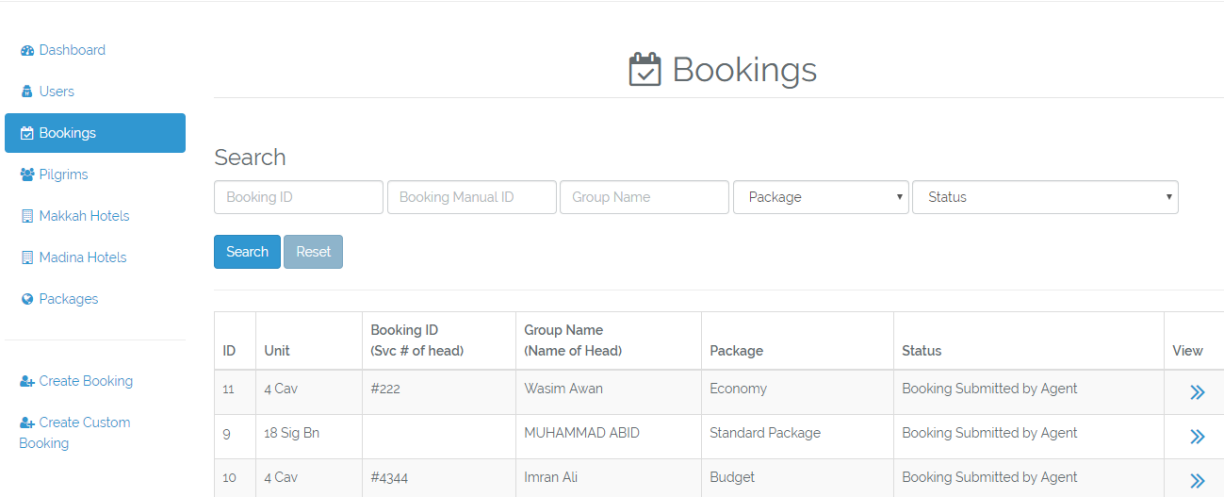 Dashboard
Users
Bookings
Pilgrims
Makkah Hotels
Madina Hotels
Packages
Create Booking
Create Custom
Booking
Bookings
Search
Booking ID Booking Manual ID Group Name Package Status
Search Reset
ID Unit Booking ID (Svc # of head) Group Name (Name of Head) Package Status View
11 4 Cav #222 Wasim Awan Economy Booking Submitted by Agent
9 18 Sig Bn MUHAMMAD ABID Standard Package Booking Submitted by Agent
10 4 Cav #4344 Imran Ali Budget Booking Submitted by Agent